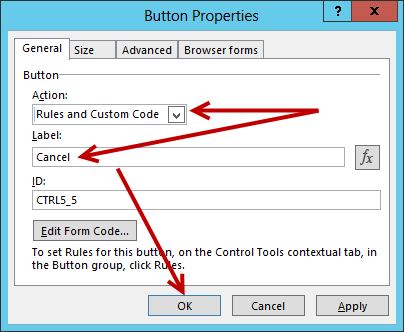 Button Properties
?
X
General Size Advanced Browser forms
Button
Action:
Rules and Custom Code
Label:
Cancel
fx
ID:
CTRL5_5
Edit Form Code...
To set Rules for this button, on the Control Tools contextual tab, in
the Button group, click Rules.
OK Cancel Apply